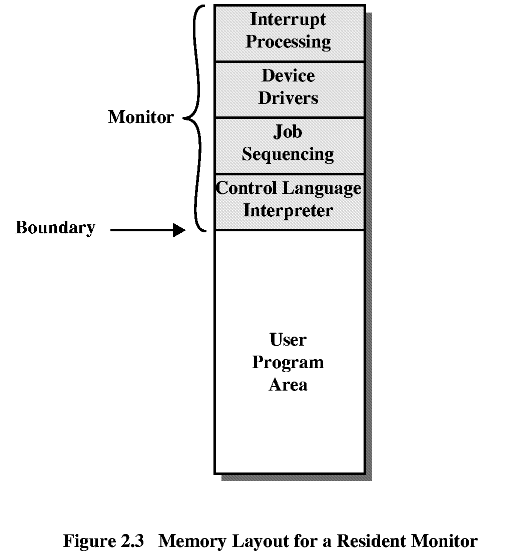 Interrupt
Processing
Device
Drivers
Monitor
Job
Sequencing
Control Language
Interpreter
Boundary
User
Program
Area
Figure 2.3 Memory Layout for a Resident Monitor